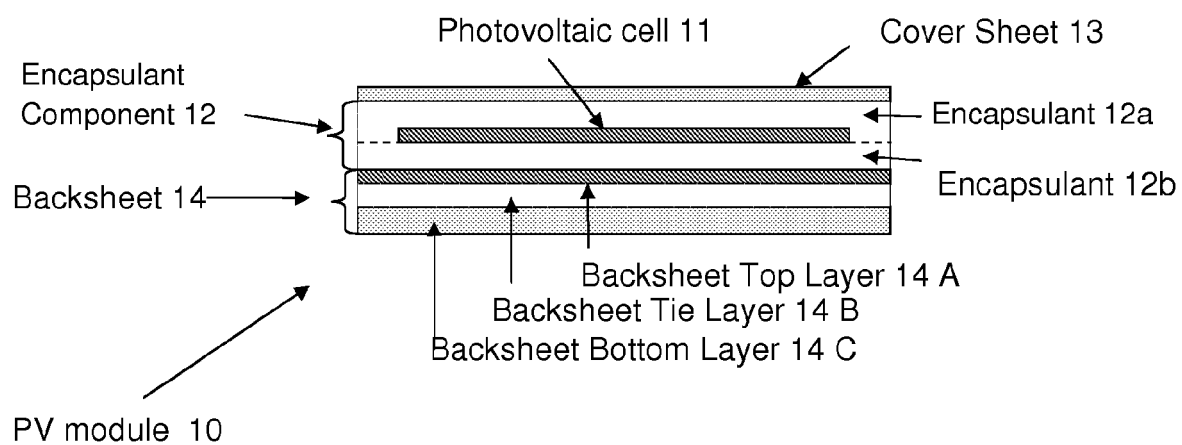 Photovoltaic cell 11
Cover Sheet 13
Encapsulant
Component 12
Encapsulant 12a
Encapsulant 12b
Backsheet 14
Backsheet Top Layer 14 A
Backsheet Tie Layer 14 B
Backsheet Bottom Layer 14 C
PV module 10